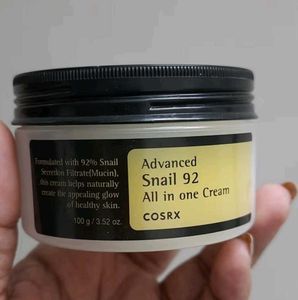 Formulated with 92% Snail
Secretion Filtrate(Mucin),
this cream helps naturally
create the appealing glow
of healthy skin.
100 g / 3.52 oz.
Advanced
Snail 92
All in one Cream
COSRX